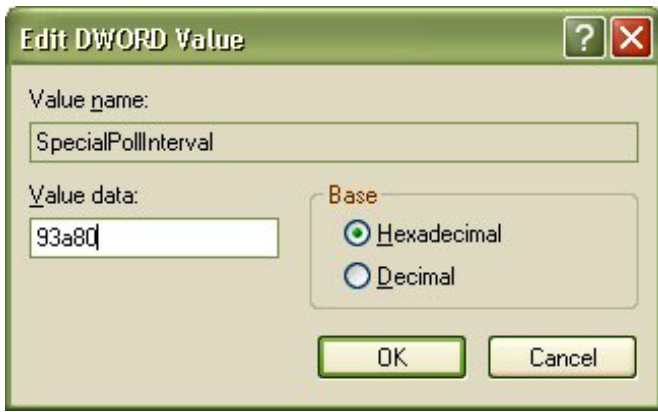 Edit DWORD Value
Value name:
SpecialPollInterval
Value data:
93a80
Base
Hexadecimal
Decimal
OK
Cancel